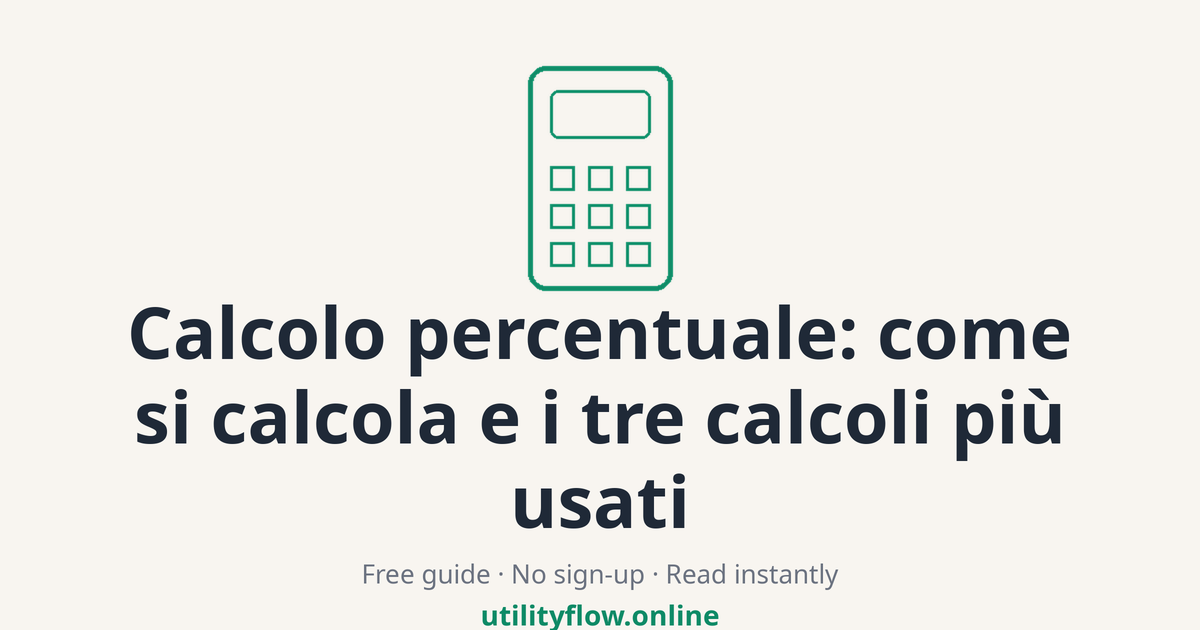 Calcolo percentuale: come
si calcola e i tre calcoli più
usati
Free guide · No sign-up · Read instantly
utilityflow.online